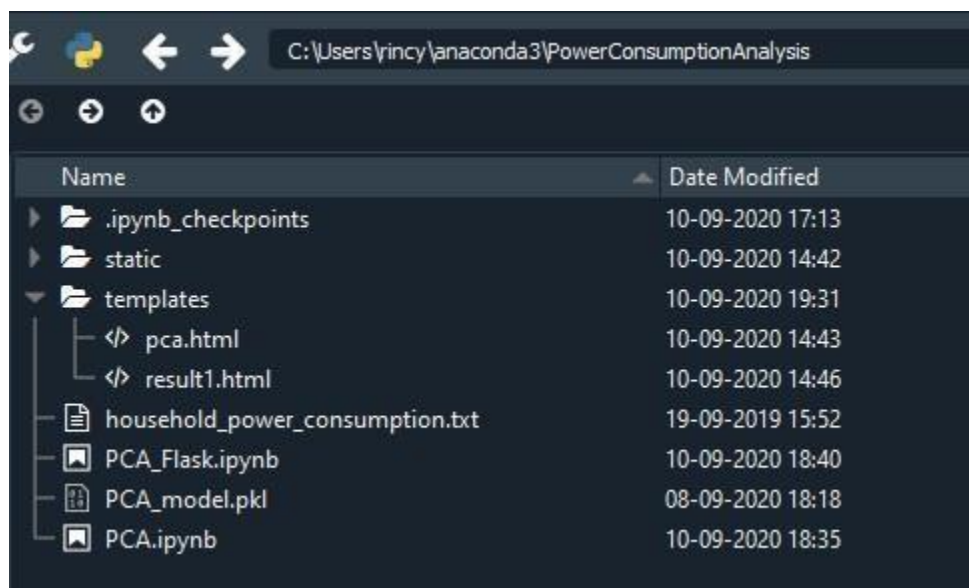 C:\Users\rincy\anaconda3\PowerConsumptionAnalysis
Name Date Modified
.ipynb_checkpoints 10-09-2020 17:13
static 10-09-2020 14:42
templates 10-09-2020 19:31
</> pca.html 10-09-2020 14:43
</> result1.html 10-09-2020 14:46
household_power_consumption.txt 19-09-2019 15:52
PCA_Flask.ipynb 10-09-2020 18:40
PCA_model.pkl 08-09-2020 18:18
PCA.ipynb 10-09-2020 18:35